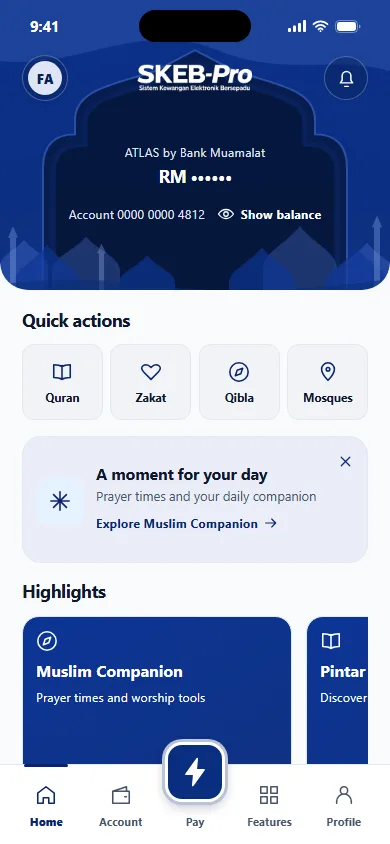 9:41
FA
SKEB-Pro
Sistem Kewangan Elektronik Bersepadu
ATLAS by Bank Muamalat
RM ••••••
Account 0000 0000 4812 Show balance
Quick actions
Quran Zakat Qibla Mosques
A moment for your day
Prayer times and your daily companion
Explore Muslim Companion →
Highlights
Muslim Companion
Prayer times and worship tools
Pintar
Discover
Home Account Pay Features Profile